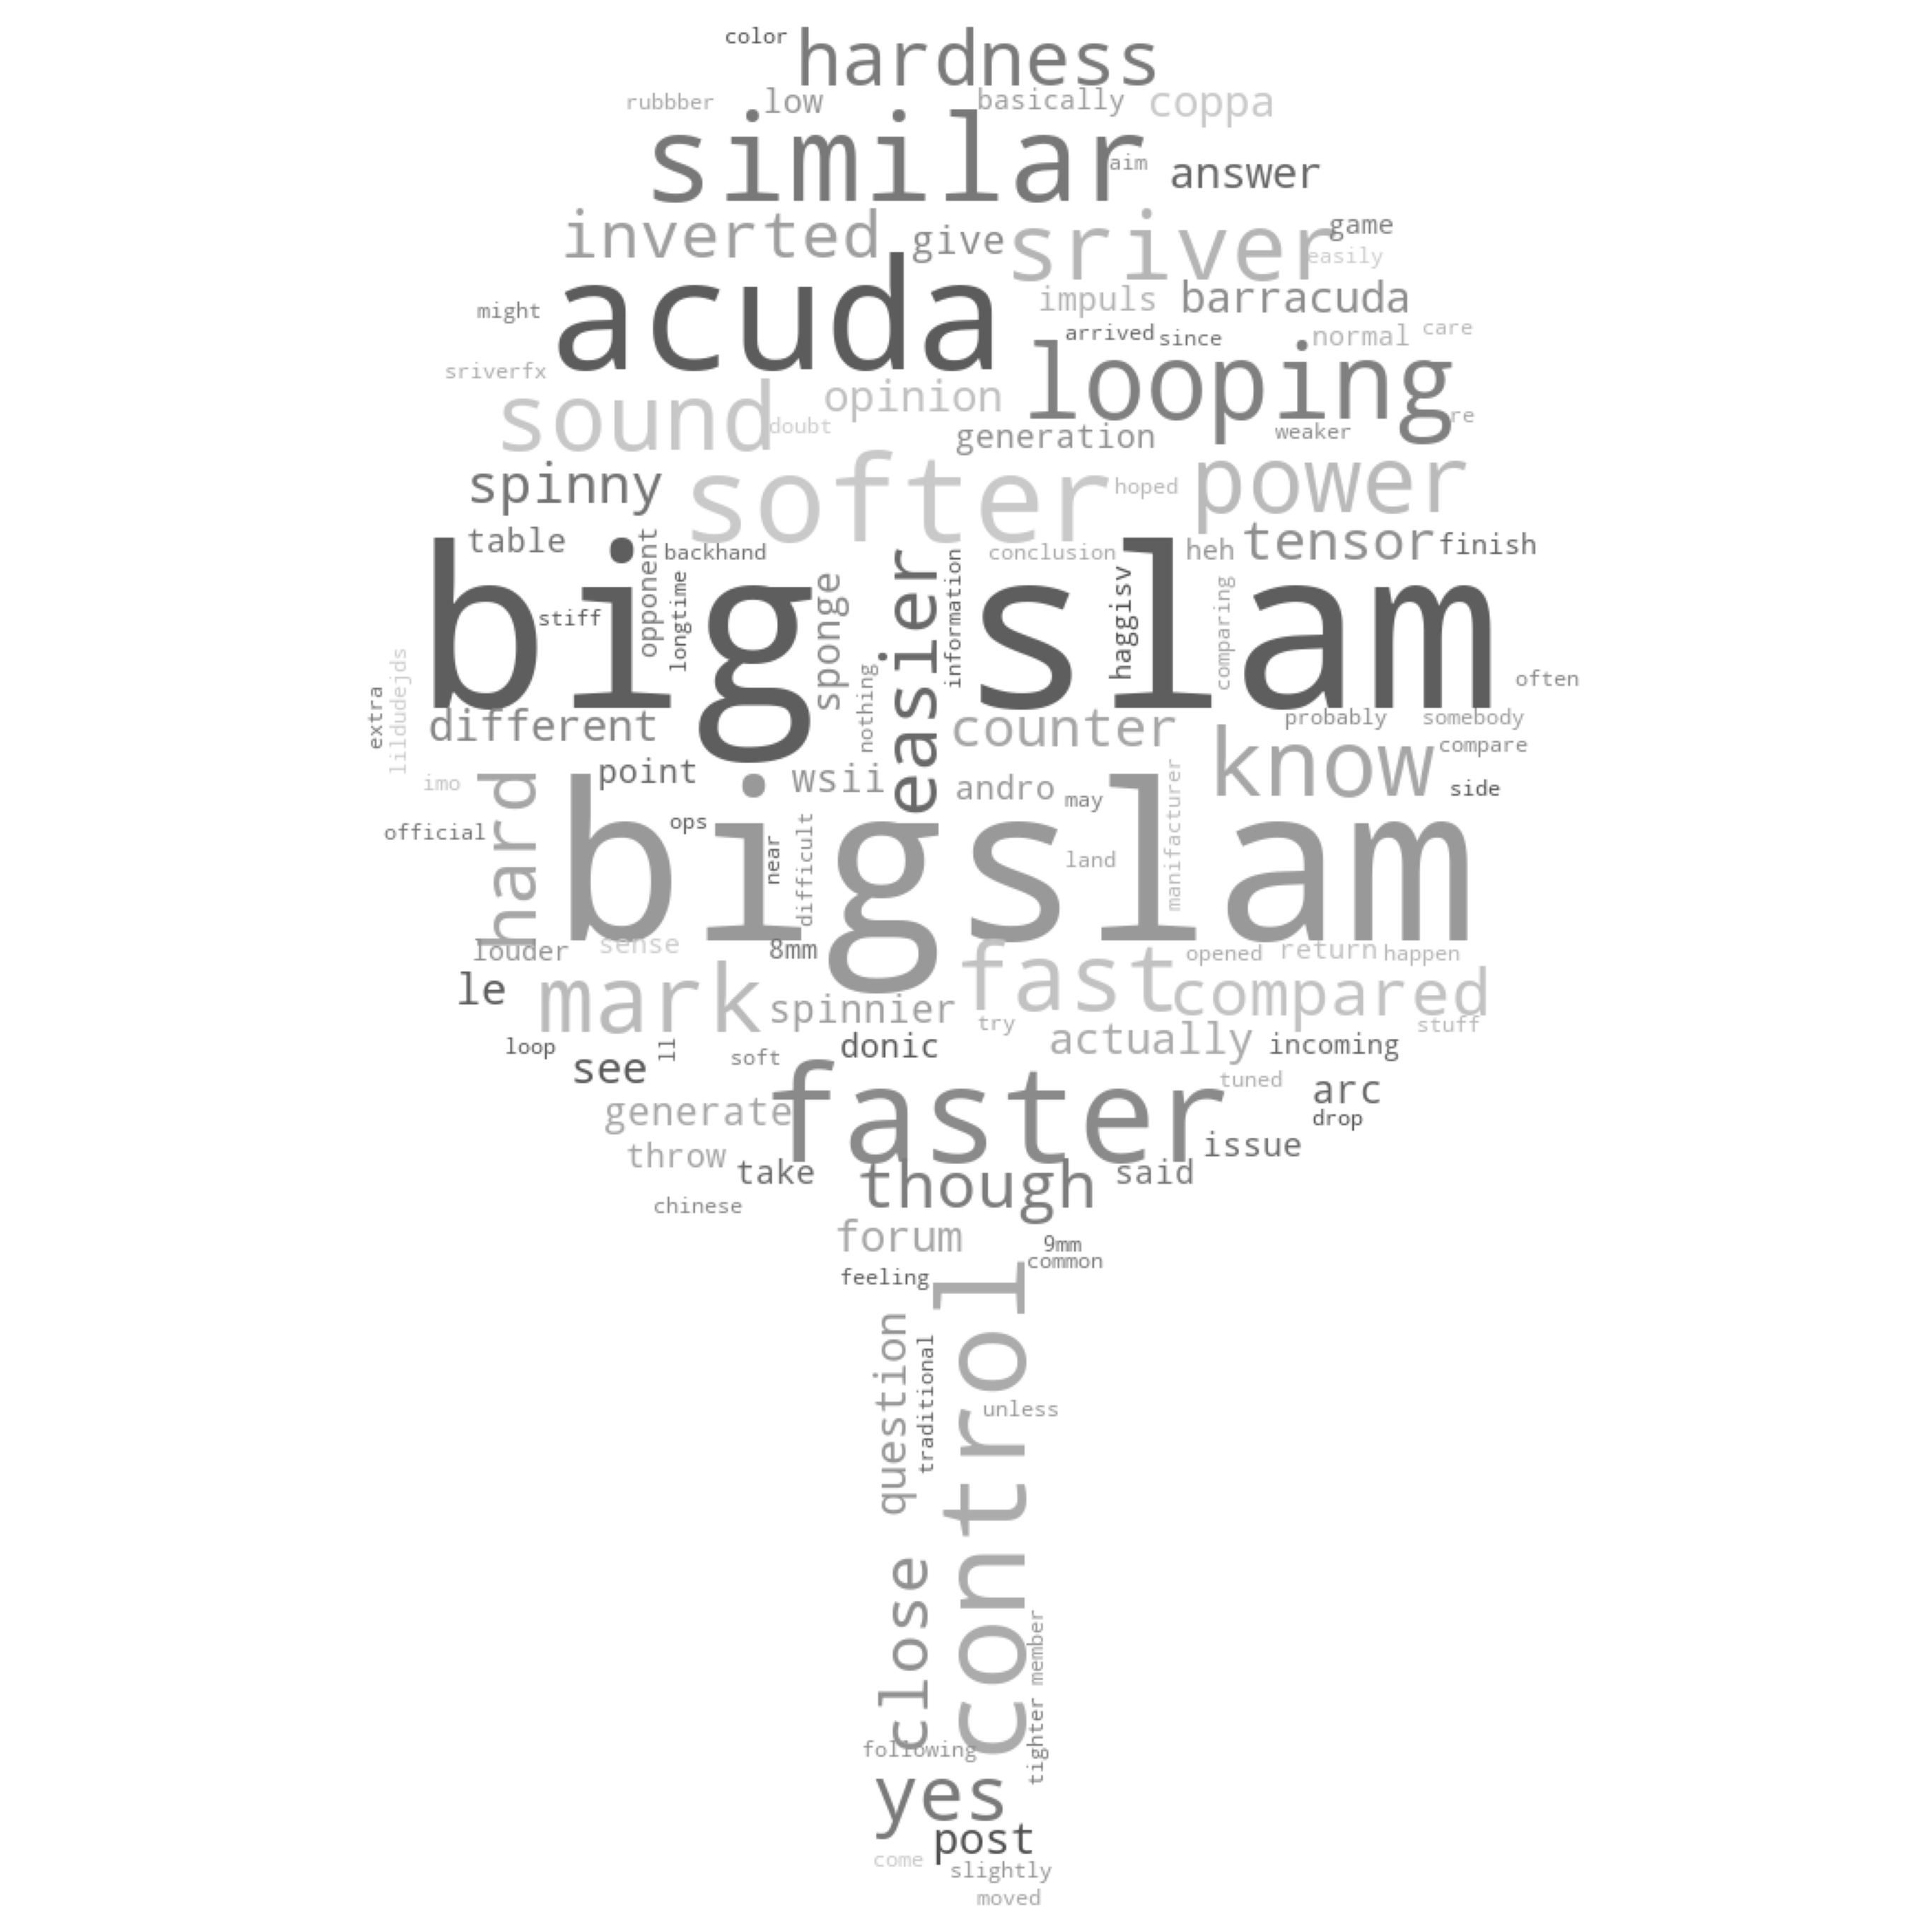 color hardness
rubbber low basically coppa
similar aim answer
inverted give sriver game
easily
acuda impuls barracuda
might arrived since normal care
sriverfx looping
sound opinion re
doubt generation weaker
spinny softer hoped power
table opponent backhand conclusion heh tensor finish
big slam
stiff longtime sponge easier information haggisv comparing
extra lildudejds nothing often
different counter probably somebody
know compare
imo hard point wsii andro may manifacturer side
official ops bigslam
near difficult land
louder sense 8mm fast opened return happen
le mark spinnier compared
try stuff
loop ll soft donic actually incoming
see faster tuned arc
generate drop
throw take though said issue
chinese
forum 9mm
feeling common
question traditional control
unless
close member
following tighter
yes
post
come slightly
moved